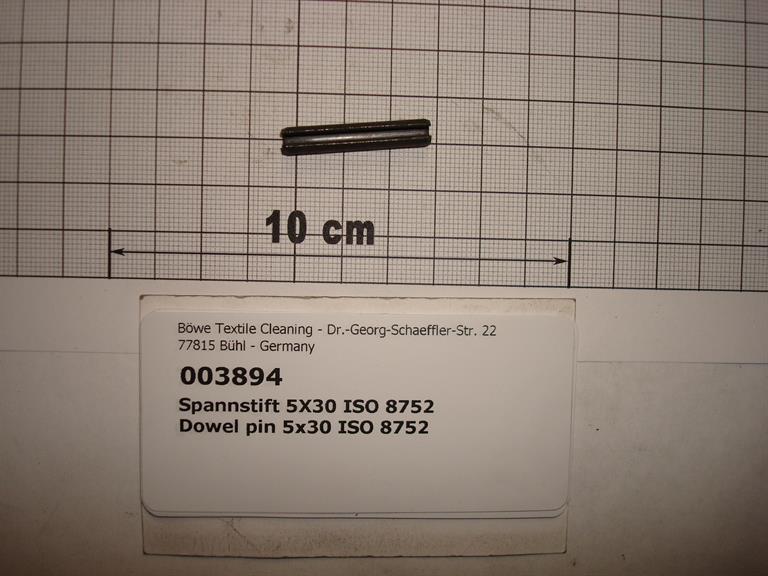 10 cm
Böwe Textile Cleaning - Dr.-Georg-Schaeffler-Str. 22
77815 Bühl - Germany
003894
Spannstift 5X30 ISO 8752
Dowel pin 5x30 ISO 8752